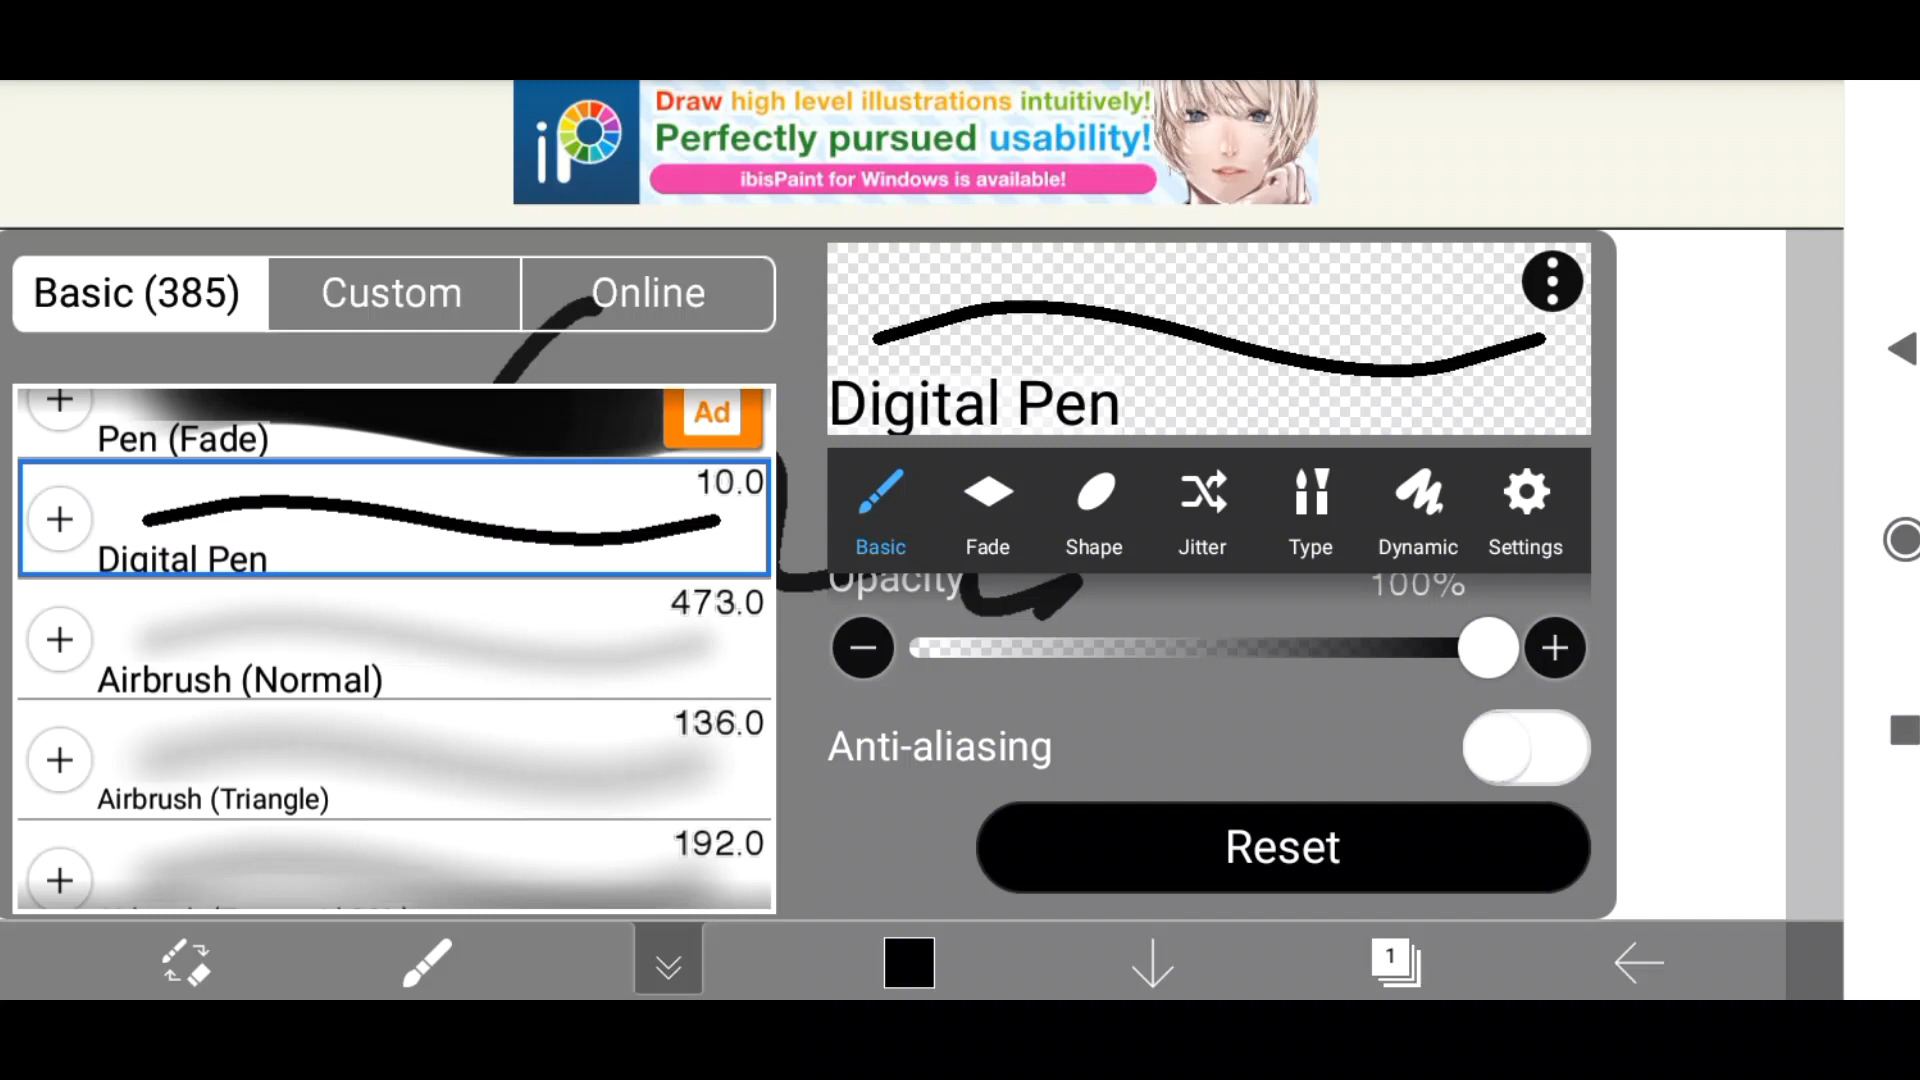 iP
Draw high level illustrations intuitively!
Perfectly pursued usability!
ibisPaint for Windows is available!
Basic (385)
Custom
Online
Ad
Pen (Fade)
10.0
Digital Pen
473.0
Airbrush (Normal)
136.0
Airbrush (Triangle)
192.0
Digital Pen
Basic
Fade
Shape
Jitter
Type
Dynamic
Settings
Opacity
100%
Anti-aliasing
Reset
1